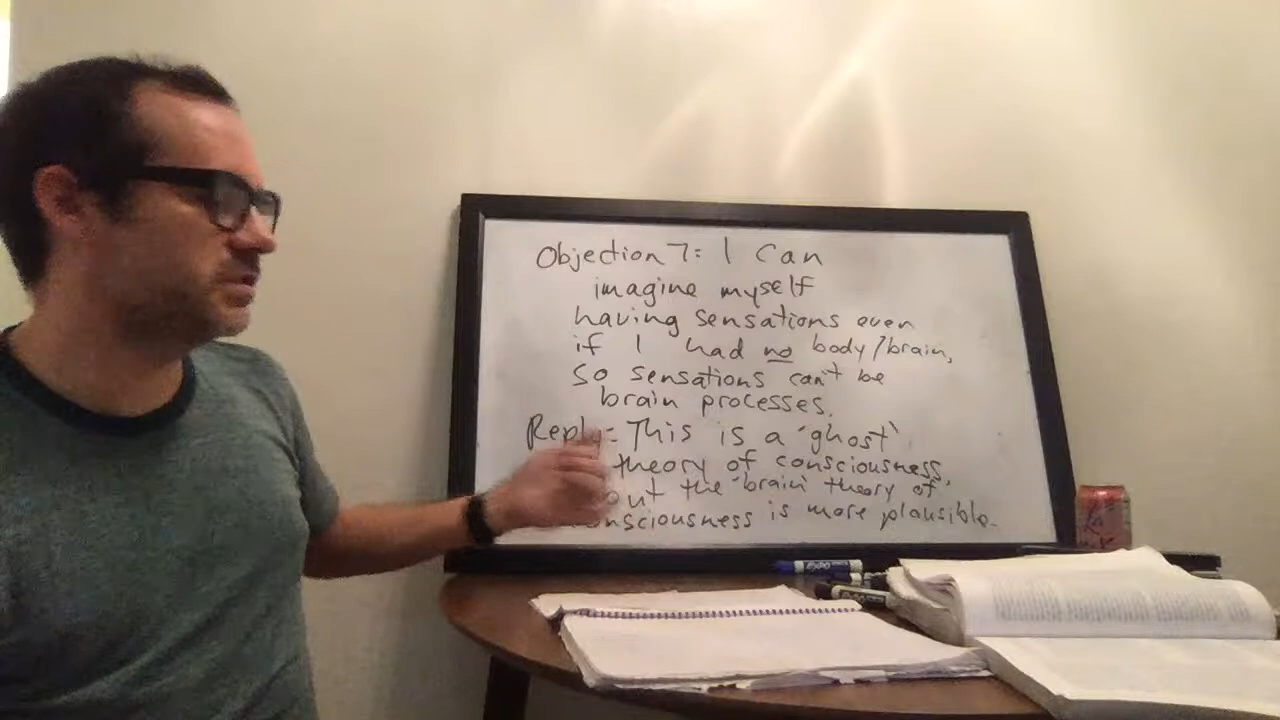 Objection 7: I can
imagine myself
having sensations even
if I had no body/brain,
so sensations can't be
brain processes.
Reply: This is a 'ghost'
theory of consciousness,
but the 'brain' theory of
consciousness is more plausible.
EXPO